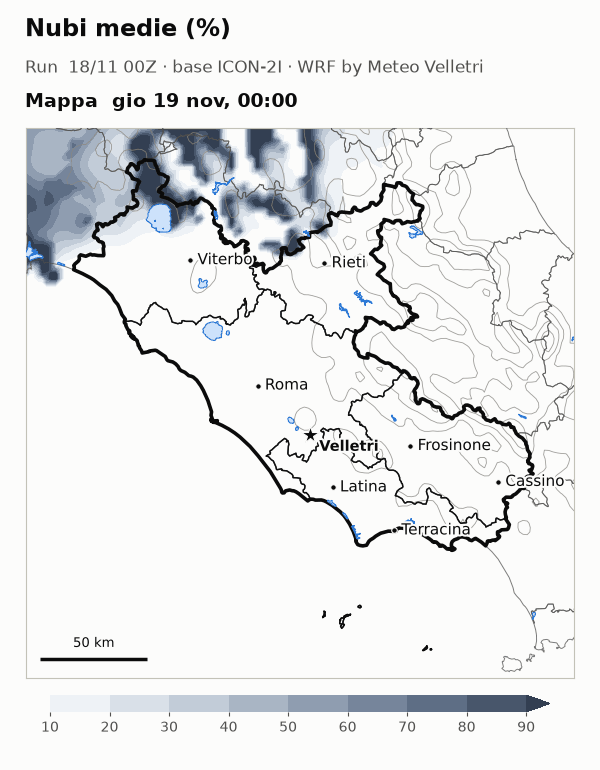 Nubi medie (%)
Run  18/11 00Z · base ICON-2I · WRF by Meteo Velletri
Mappa  gio 19 nov, 00:00
Viterbo
Rieti
Roma
Velletri
Frosinone
Cassino
Latina
Terracina
50 km
10 20 30 40 50 60 70 80 90